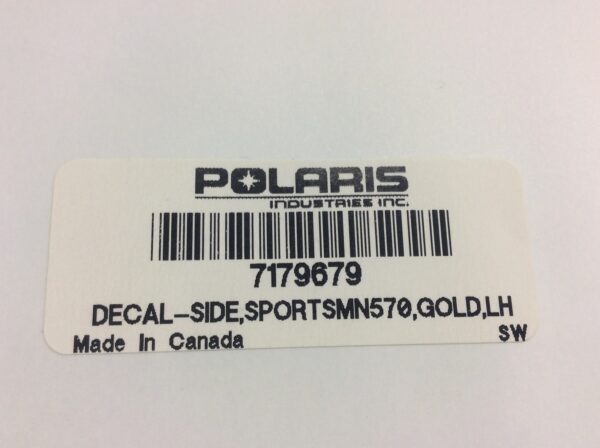 POLARIS
INDUSTRIES INC.
7179679
DECAL-SIDE,SPORTSMN570,GOLD,LH
Made In Canada SW